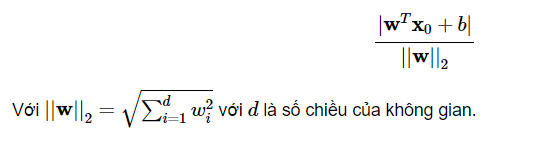 |w^T x_0 + b|
||w||_2
Với ||w||_2 = √(∑_{i=1}^d w_i^2) với d là số chiều của không gian.